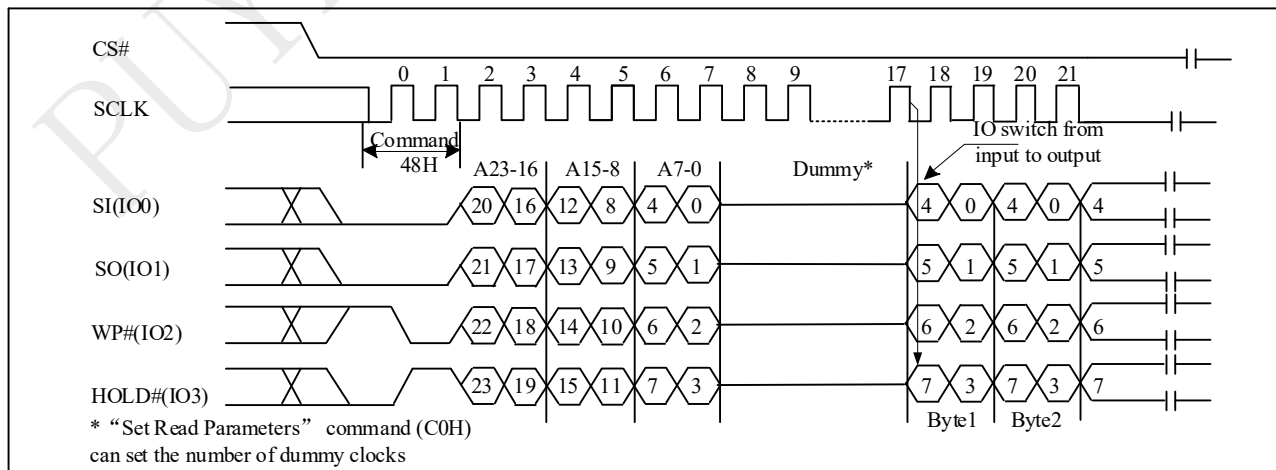 PUYA
CS#
0 1 2 3 4 5 6 7 8 9 17 18 19 20 21
SCLK
Command
48H
IO switch from
input to output
A23-16 A15-8 A7-0 Dummy*
SI(IO0) 20 16 12 8 4 0 4 0 4 0 4
SO(IO1) 21 17 13 9 5 1 5 1 5 1 5
WP#(IO2) 22 18 14 10 6 2 6 2 6 2 6
HOLD#(IO3) 23 19 15 11 7 3 7 3 7 3 7
Byte1 Byte2
* “Set Read Parameters” command (C0H)
can set the number of dummy clocks